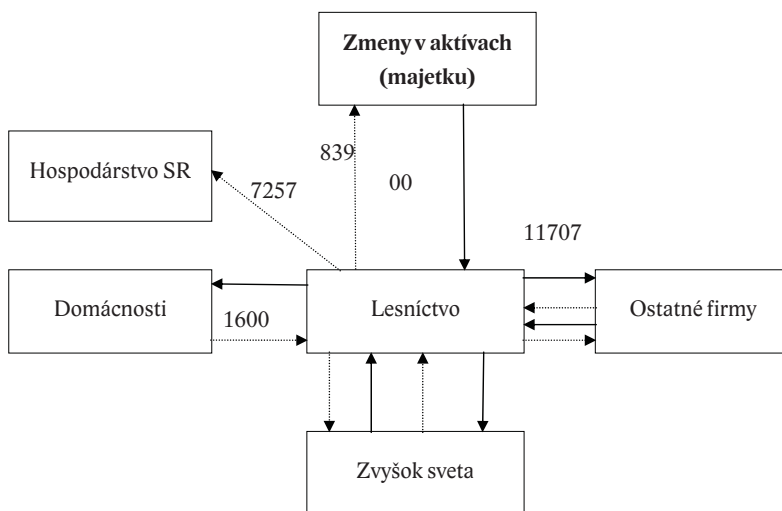 Zmeny v aktívach
(majetku)
839
00
Hospodárstvo SR
7257
11707
Domácnosti
1600
Lesníctvo
Ostatné firmy
Zvyšok sveta